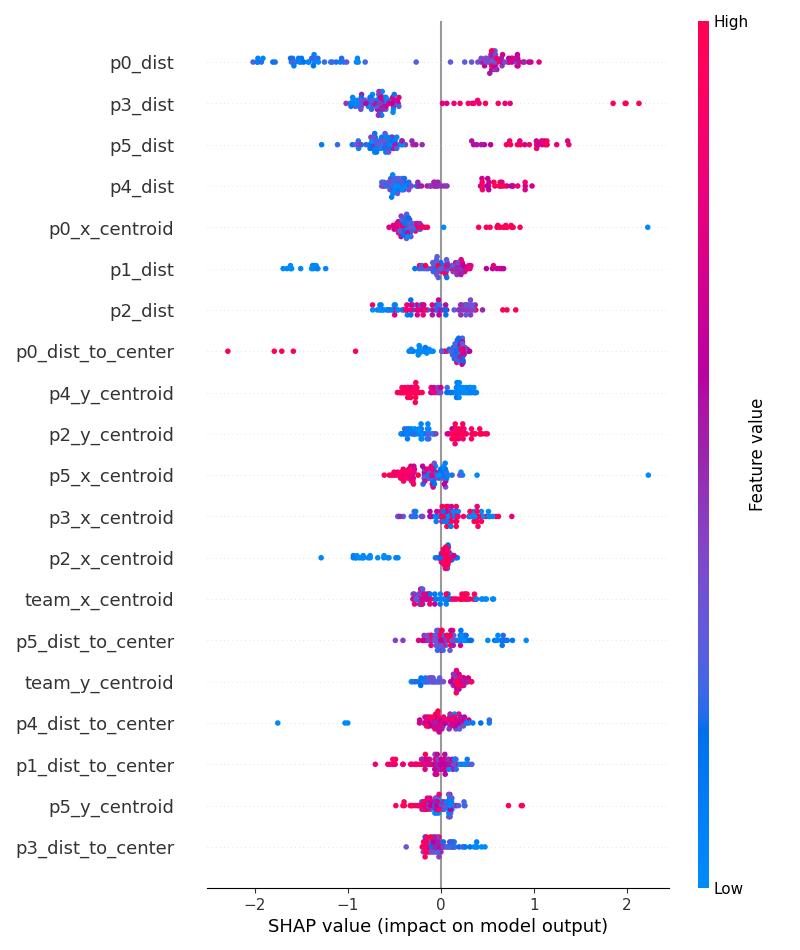 High
p0_dist
p3_dist
p5_dist
p4_dist
p0_x_centroid
p1_dist
p2_dist
p0_dist_to_center
p4_y_centroid
p2_y_centroid
p5_x_centroid
p3_x_centroid
p2_x_centroid
team_x_centroid
p5_dist_to_center
team_y_centroid
p4_dist_to_center
p1_dist_to_center
p5_y_centroid
p3_dist_to_center
Feature value
Low
−2 −1 0 1 2
SHAP value (impact on model output)